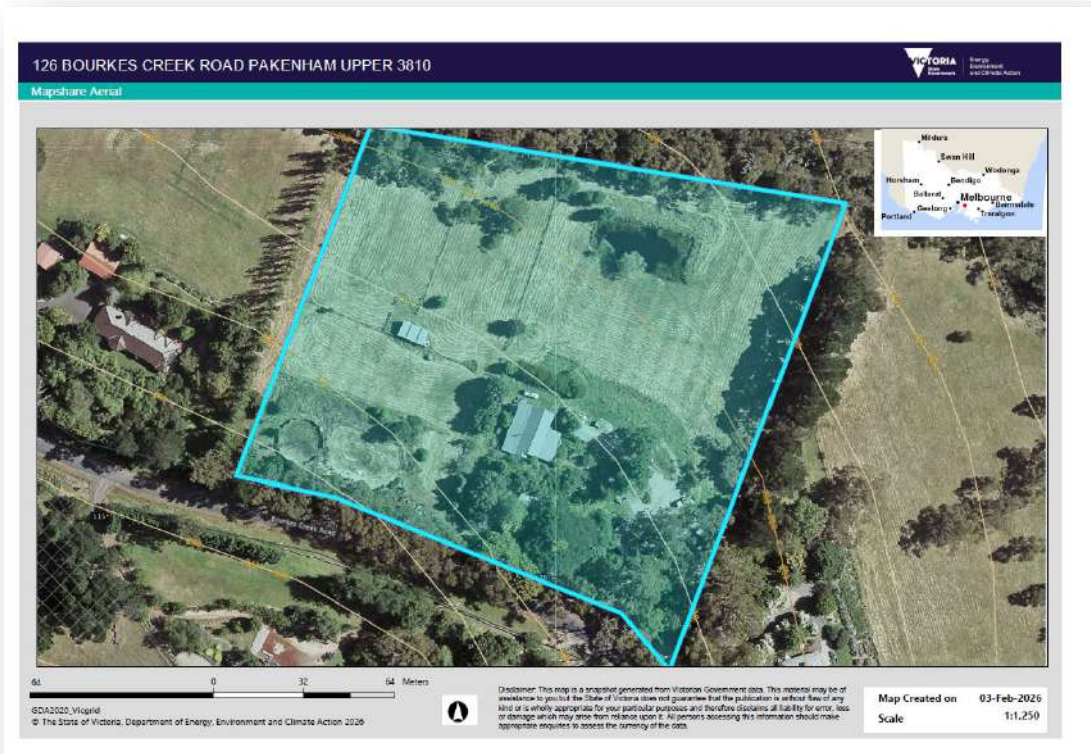 126 BOURKES CREEK ROAD PAKENHAM UPPER 3810
VICTORIA
State
Government
Energy,
Environment
and Climate Action
Mapshare Aerial
Mildura
Swan Hill
Wodonga
Horsham
Bendigo
Ballarat
Melbourne
Geelong
Bairnsdale
Portland
Traralgon
Bourkes Creek Road
64
0
32
64
Meters
GDA2020_Vicgrid
© The State of Victoria, Department of Energy, Environment and Climate Action 2026
Disclaimer: This map is a snapshot generated from Victorian Government data. This material may be of
assistance to you but the State of Victoria does not guarantee that the publication is without flaw of any
kind or is wholly appropriate for your particular purposes and therefore disclaims all liability for error, loss
or damage which may arise from reliance upon it. All persons accessing this information should make
appropriate enquiries to assess the currency of the data.
Map Created on 03-Feb-2026
Scale 1:1,250